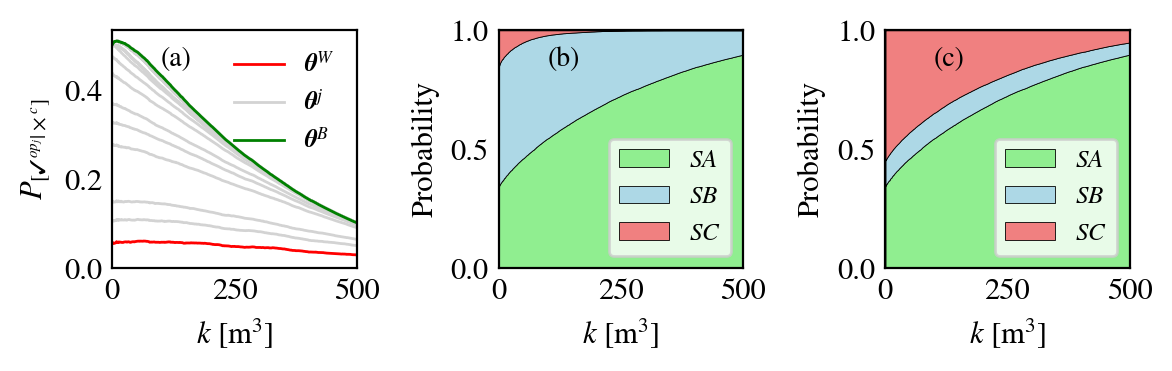 (a)
θ^W
θ^j
θ^B
0.4
0.2
0.0
0 250 500
k [m³]
P[✓^{op_j}|×^c]
(b)
1.0
0.5
0.0
Probability
SA
SB
SC
0 250 500
k [m³]
(c)
1.0
0.5
0.0
Probability
SA
SB
SC
0 250 500
k [m³]